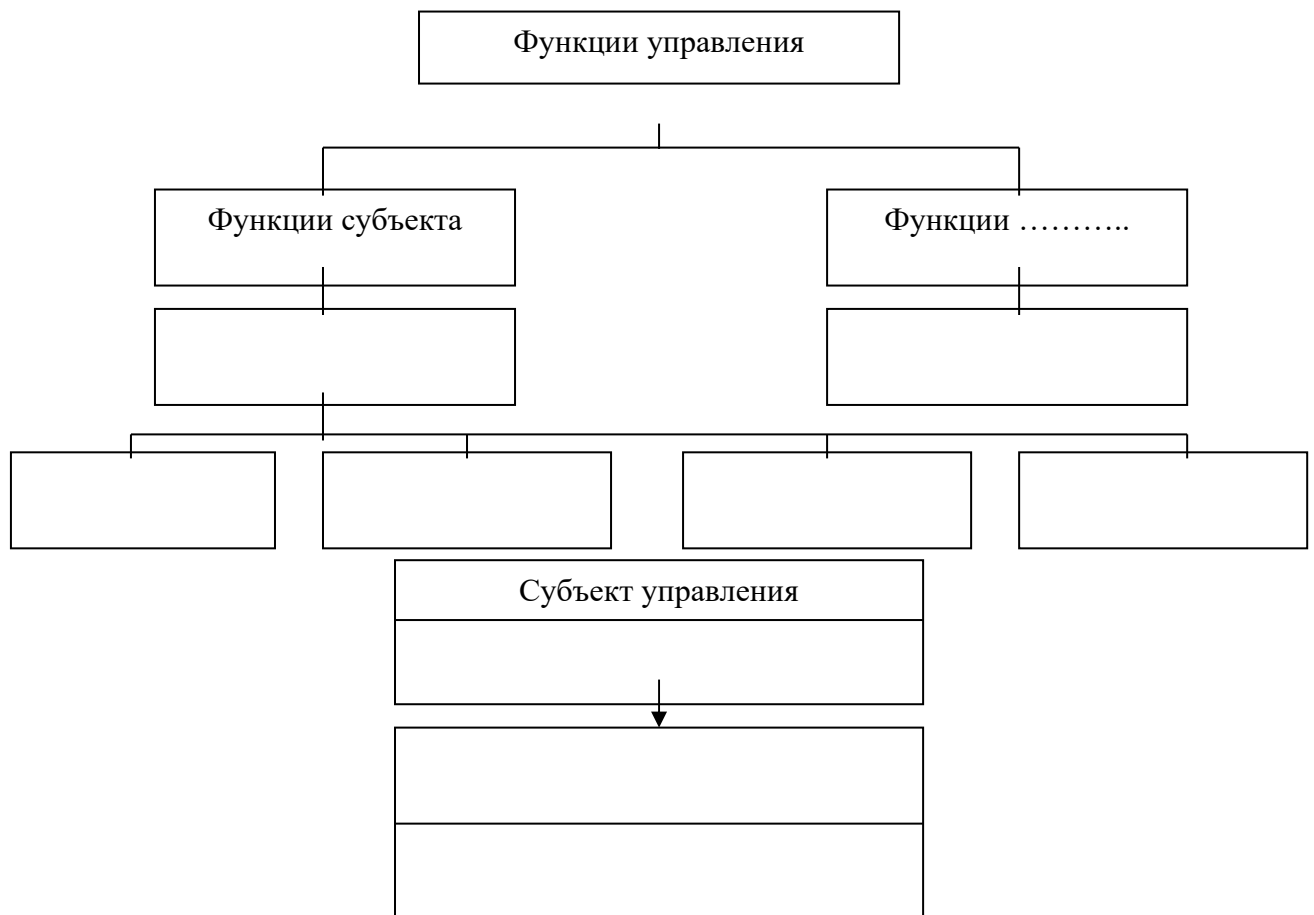 Функции управления
Функции субъекта
Функции ………..
Субъект управления